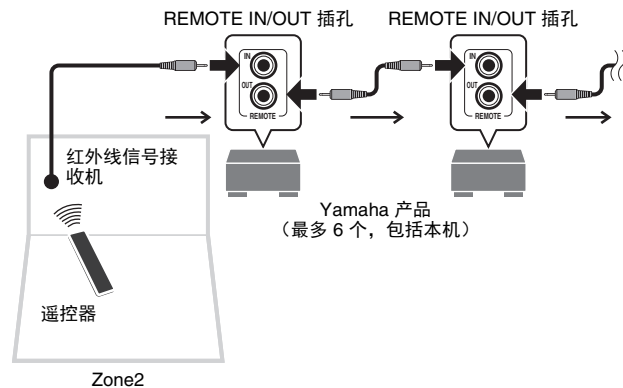 REMOTE IN/OUT 插孔
REMOTE IN/OUT 插孔
IN
OUT
REMOTE
IN
OUT
REMOTE
红外线信号接
收机
Yamaha 产品
（最多 6 个，包括本机）
遥控器
Zone2